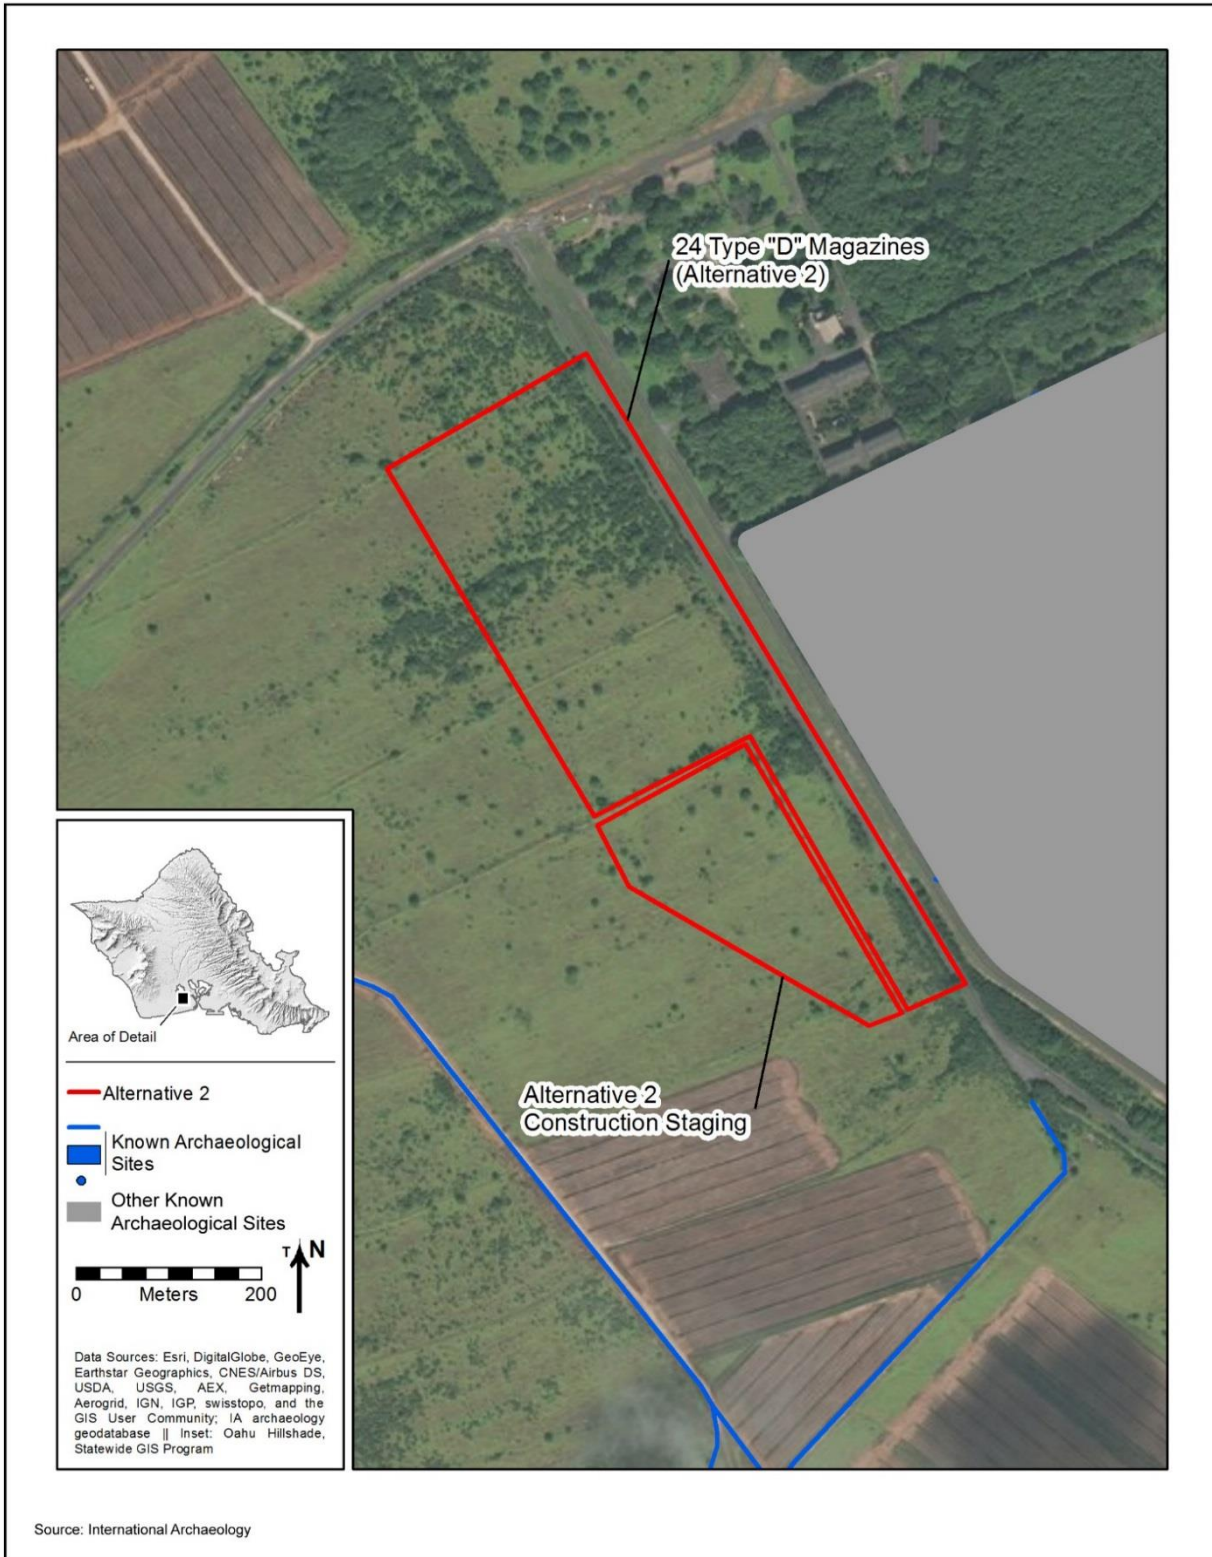 24 Type "D" Magazines
(Alternative 2)
Alternative 2
Construction Staging
Area of Detail
Alternative 2
Known Archaeological
Sites
Other Known
Archaeological Sites
T N
0 Meters 200
Data Sources: Esri, DigitalGlobe, GeoEye,
Earthstar Geographics, CNES/Airbus DS,
USDA, USGS, AEX, Getmapping,
Aerogrid, IGN, IGP, swisstopo, and the
GIS User Community; IA archaeology
geodatabase || Inset: Oahu Hillshade,
Statewide GIS Program
Source: International Archaeology